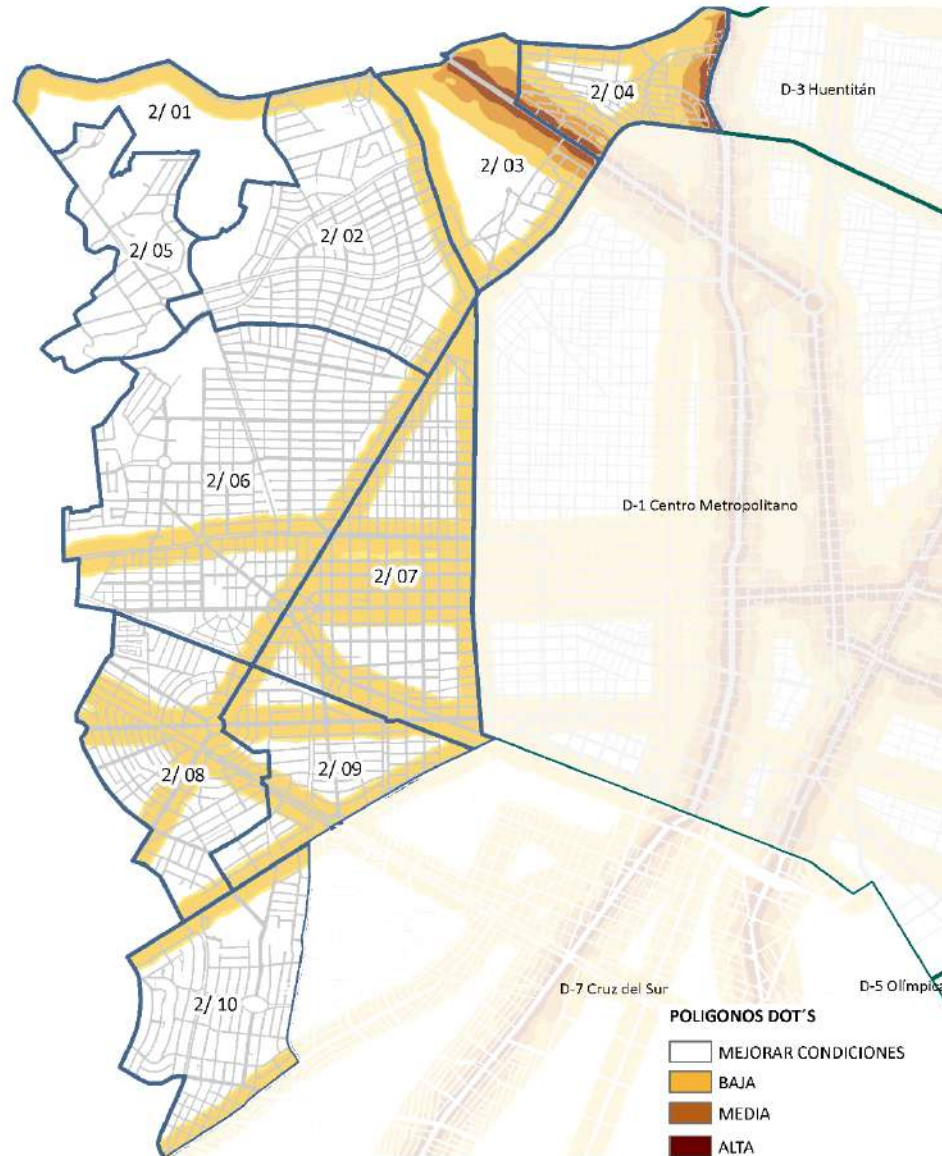 2/ 01
2/ 04
D-3 Huentitán
2/ 03
2/ 02
2/ 05
2/ 06
D-1 Centro Metropolitano
2/ 07
2/ 08
2/ 09
D-7 Cruz del Sur
D-5 Olímpica
2/ 10
POLIGONOS DOT´S
MEJORAR CONDICIONES
BAJA
MEDIA
ALTA